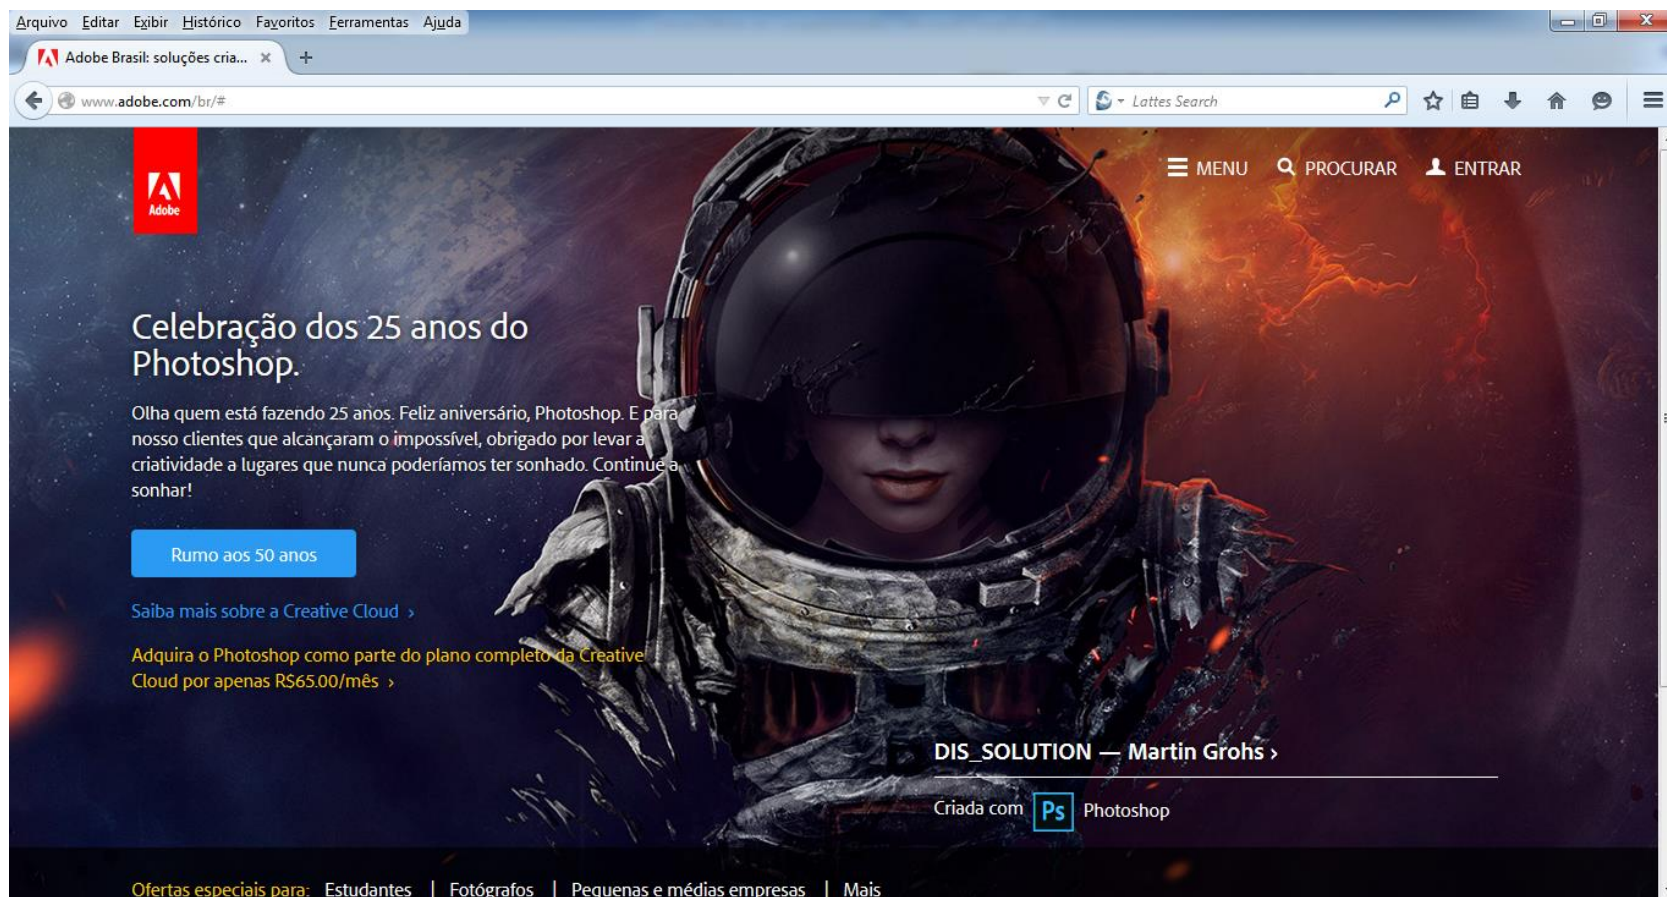 Arquivo Editar Exibir Histórico Favoritos Ferramentas Ajuda
Adobe Brasil: soluções cria...
www.adobe.com/br/#
Lattes Search
Adobe
MENU PROCURAR ENTRAR
Celebração dos 25 anos do
Photoshop.
Olha quem está fazendo 25 anos. Feliz aniversário, Photoshop. E para
nosso clientes que alcançaram o impossível, obrigado por levar a
criatividade a lugares que nunca poderíamos ter sonhado. Continue a
sonhar!
Rumo aos 50 anos
Saiba mais sobre a Creative Cloud ›
Adquira o Photoshop como parte do plano completo da Creative
Cloud por apenas R$65.00/mês ›
DIS_SOLUTION — Martin Grohs ›
Criada com Ps Photoshop
Ofertas especiais para: Estudantes | Fotógrafos | Pequenas e médias empresas | Mais